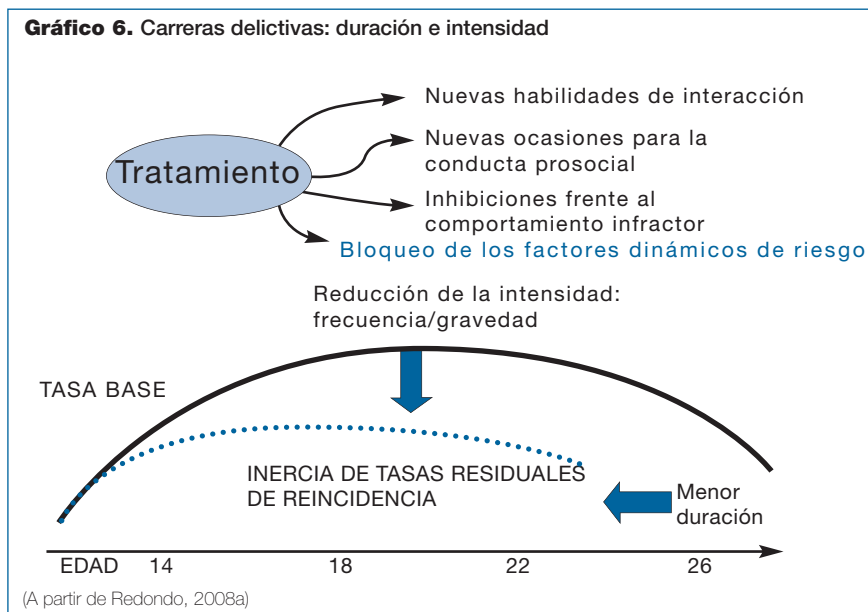 Gráfico 6. Carreras delictivas: duración e intensidad
Nuevas habilidades de interacción
Nuevas ocasiones para la
conducta prosocial
Tratamiento
Inhibiciones frente al
comportamiento infractor
Bloqueo de los factores dinámicos de riesgo
Reducción de la intensidad:
frecuencia/gravedad
TASA BASE
INERCIA DE TASAS RESIDUALES
DE REINCIDENCIA
Menor
duración
EDAD 14 18 22 26
(A partir de Redondo, 2008a)